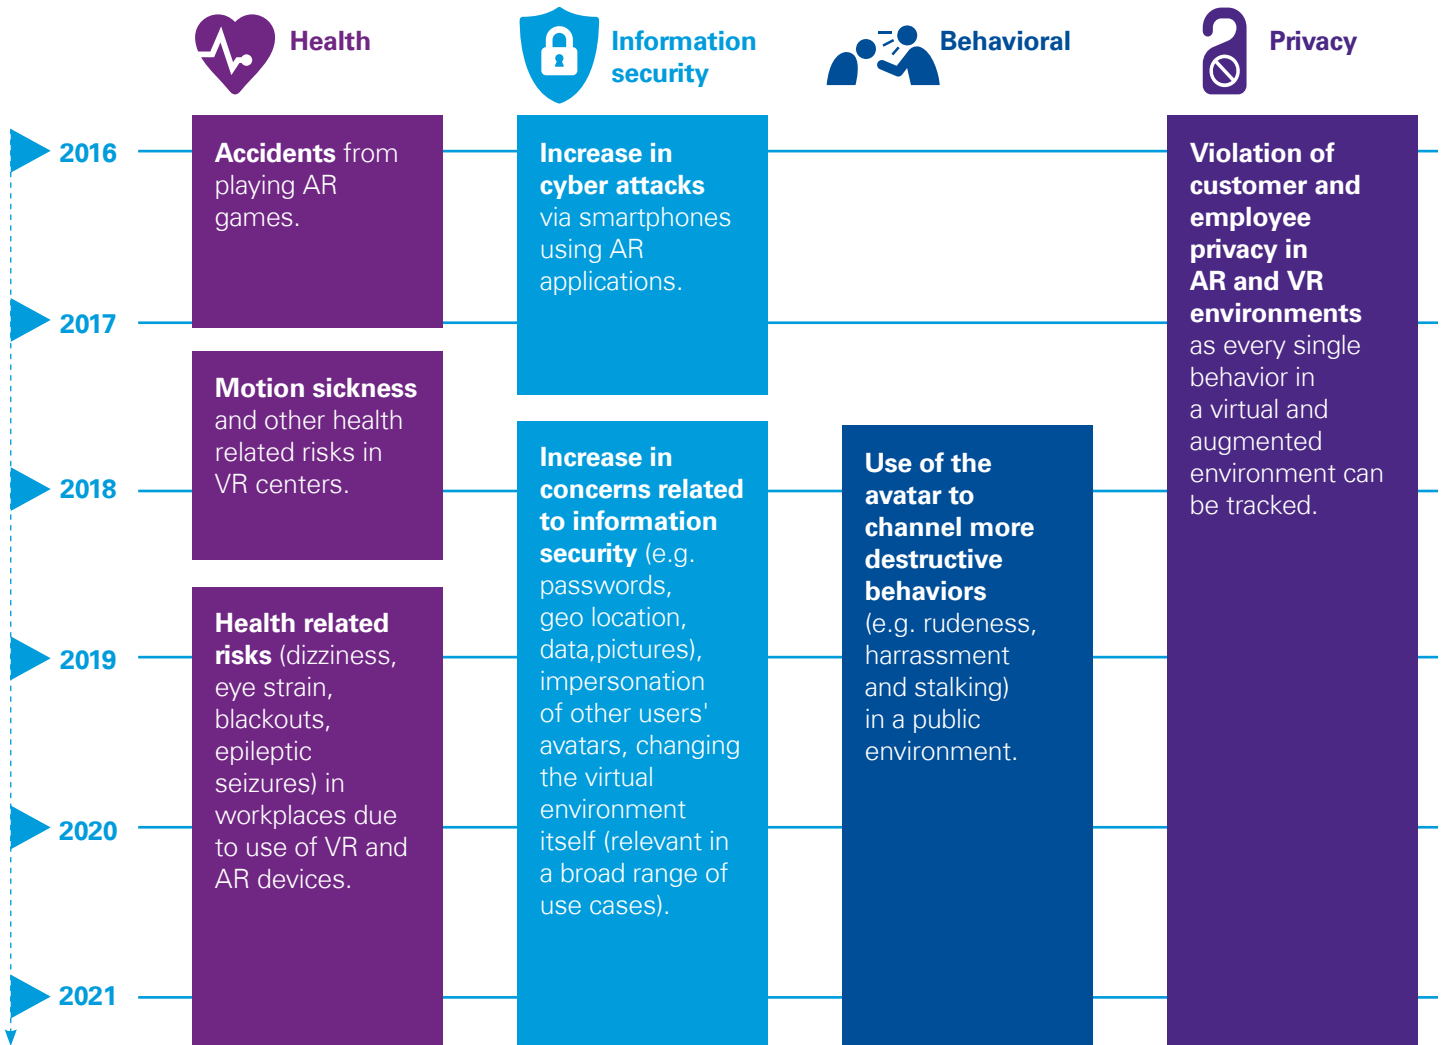 Health
Information
security
Behavioral
Privacy
2016
2017
2018
2019
2020
2021
Accidents from
playing AR
games.
Motion sickness
and other health
related risks in
VR centers.
Health related
risks (dizziness,
eye strain,
blackouts,
epileptic
seizures) in
workplaces due
to use of VR and
AR devices.
Increase in
cyber attacks
via smartphones
using AR
applications.
Increase in
concerns related
to information
security (e.g.
passwords,
geo location,
data,pictures),
impersonation
of other users'
avatars, changing
the virtual
environment
itself (relevant in
a broad range of
use cases).
Use of the
avatar to
channel more
destructive
behaviors
(e.g. rudeness,
harrassment
and stalking)
in a public
environment.
Violation of
customer and
employee
privacy in
AR and VR
environments
as every single
behavior in
a virtual and
augmented
environment can
be tracked.